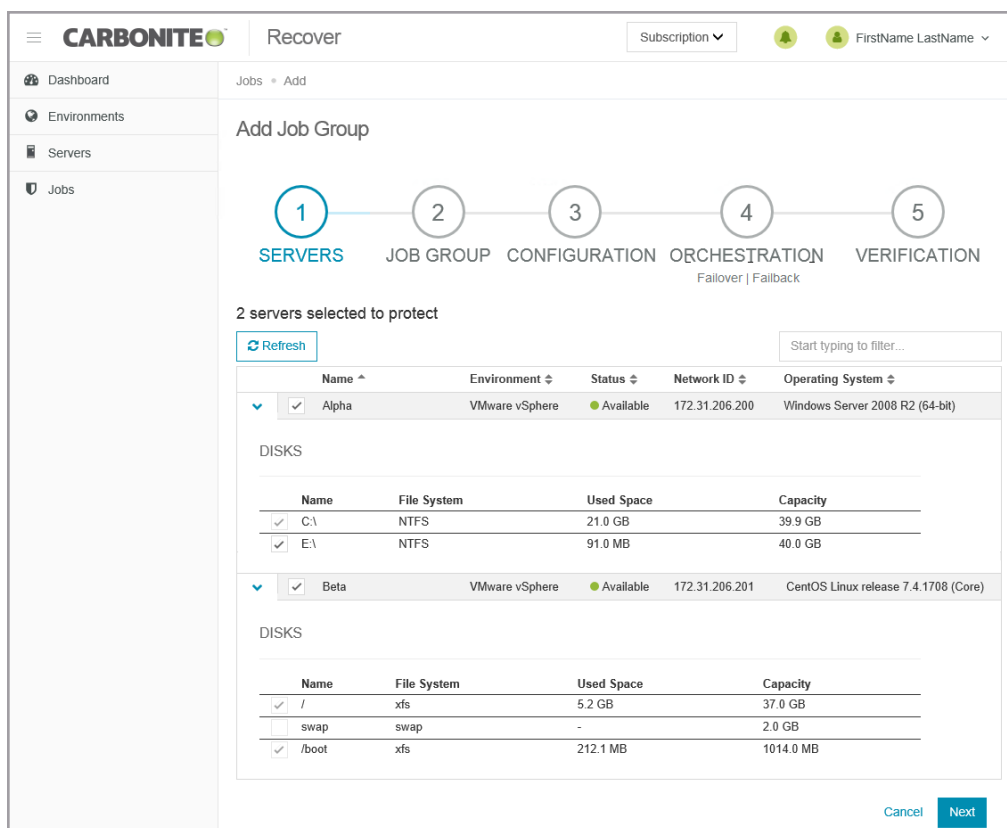 CARBONITE Recover Subscription FirstName LastName
Dashboard
Environments
Servers
Jobs
Jobs Add
Add Job Group
1 2 3 4 5
SERVERS JOB GROUP CONFIGURATION ORCHESTRATION VERIFICATION
Failover | Failback
2 servers selected to protect
Refresh Start typing to filter...
Name Environment Status Network ID Operating System
Alpha VMware vSphere Available 172.31.206.200 Windows Server 2008 R2 (64-bit)
DISKS
Name File System Used Space Capacity
C:\ NTFS 21.0 GB 39.9 GB
E:\ NTFS 91.0 MB 40.0 GB
Beta VMware vSphere Available 172.31.206.201 CentOS Linux release 7.4.1708 (Core)
DISKS
Name File System Used Space Capacity
/ xfs 5.2 GB 37.0 GB
swap swap - 2.0 GB
/boot xfs 212.1 MB 1014.0 MB
Cancel Next